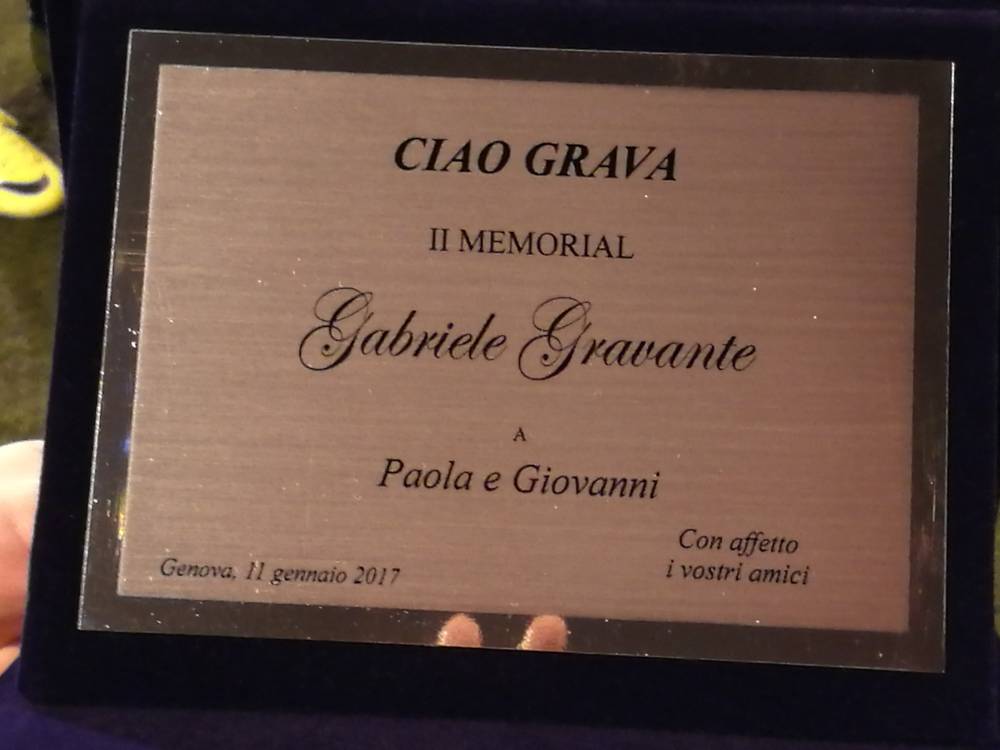 CIAO GRAVA
II MEMORIAL
Gabriele Gravante
A
Paola e Giovanni
Con affetto
i vostri amici
Genova, 11 gennaio 2017